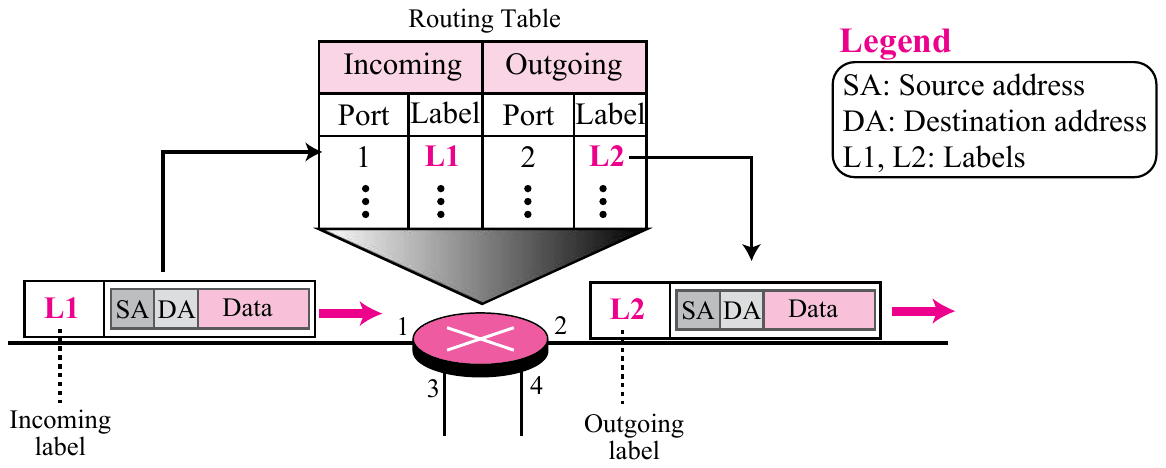 Routing Table
Incoming Outgoing
Port Label Port Label
1 L1 2 L2
Legend
SA: Source address
DA: Destination address
L1, L2: Labels
L1 SA DA Data
1 2
3 4
L2 SA DA Data
Incoming
label
Outgoing
label